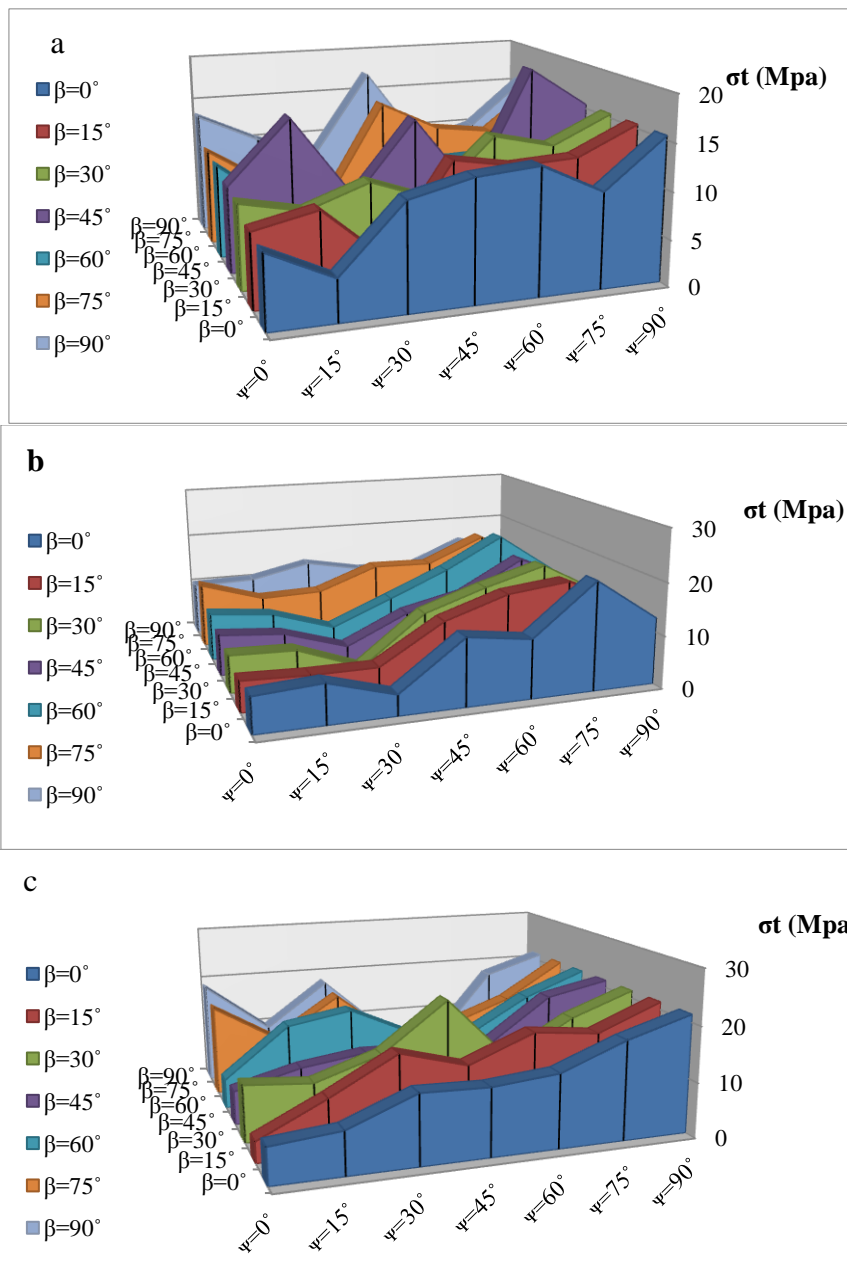 a
σt (Mpa)
β=0˚
β=15˚
β=30˚
β=45˚
β=60˚
β=75˚
β=90˚
20
15
10
5
0
β=90˚
β=75˚
β=60˚
β=45˚
β=30˚
β=15˚
β=0˚
Ψ=0˚
Ψ=15˚
Ψ=30˚
Ψ=45˚
Ψ=60˚
Ψ=75˚
Ψ=90˚
b
σt (Mpa)
β=0˚
β=15˚
β=30˚
β=45˚
β=60˚
β=75˚
β=90˚
30
20
10
0
β=90˚
β=75˚
β=60˚
β=45˚
β=30˚
β=15˚
β=0˚
Ψ=0˚
Ψ=15˚
Ψ=30˚
Ψ=45˚
Ψ=60˚
Ψ=75˚
Ψ=90˚
c
σt (Mpa
β=0˚
β=15˚
β=30˚
β=45˚
β=60˚
β=75˚
β=90˚
30
20
10
0
β=90˚
β=75˚
β=60˚
β=45˚
β=30˚
β=15˚
β=0˚
Ψ=0˚
Ψ=15˚
Ψ=30˚
Ψ=45˚
Ψ=60˚
Ψ=75˚
Ψ=90˚